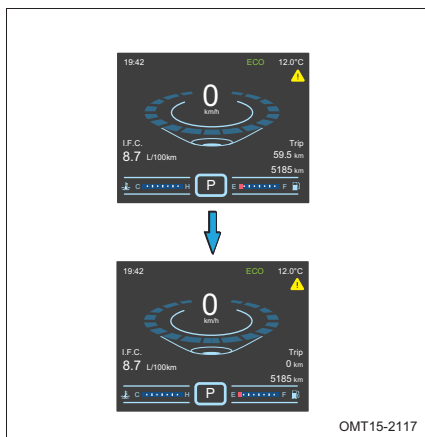 19:42 ECO 12.0°C
0
km/h
I.F.C. Trip
8.7 L/100km 59.5 km
5185 km
C H P E F
19:42 ECO 12.0°C
0
km/h
I.F.C. Trip
8.7 L/100km 0 km
5185 km
C H P E F
OMT15-2117